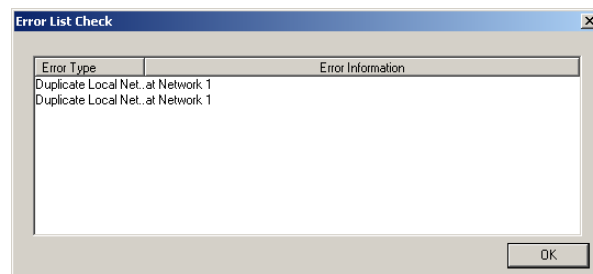 Error List Check
Error Type Error Information
Duplicate Local Net.. at Network 1
Duplicate Local Net.. at Network 1
OK